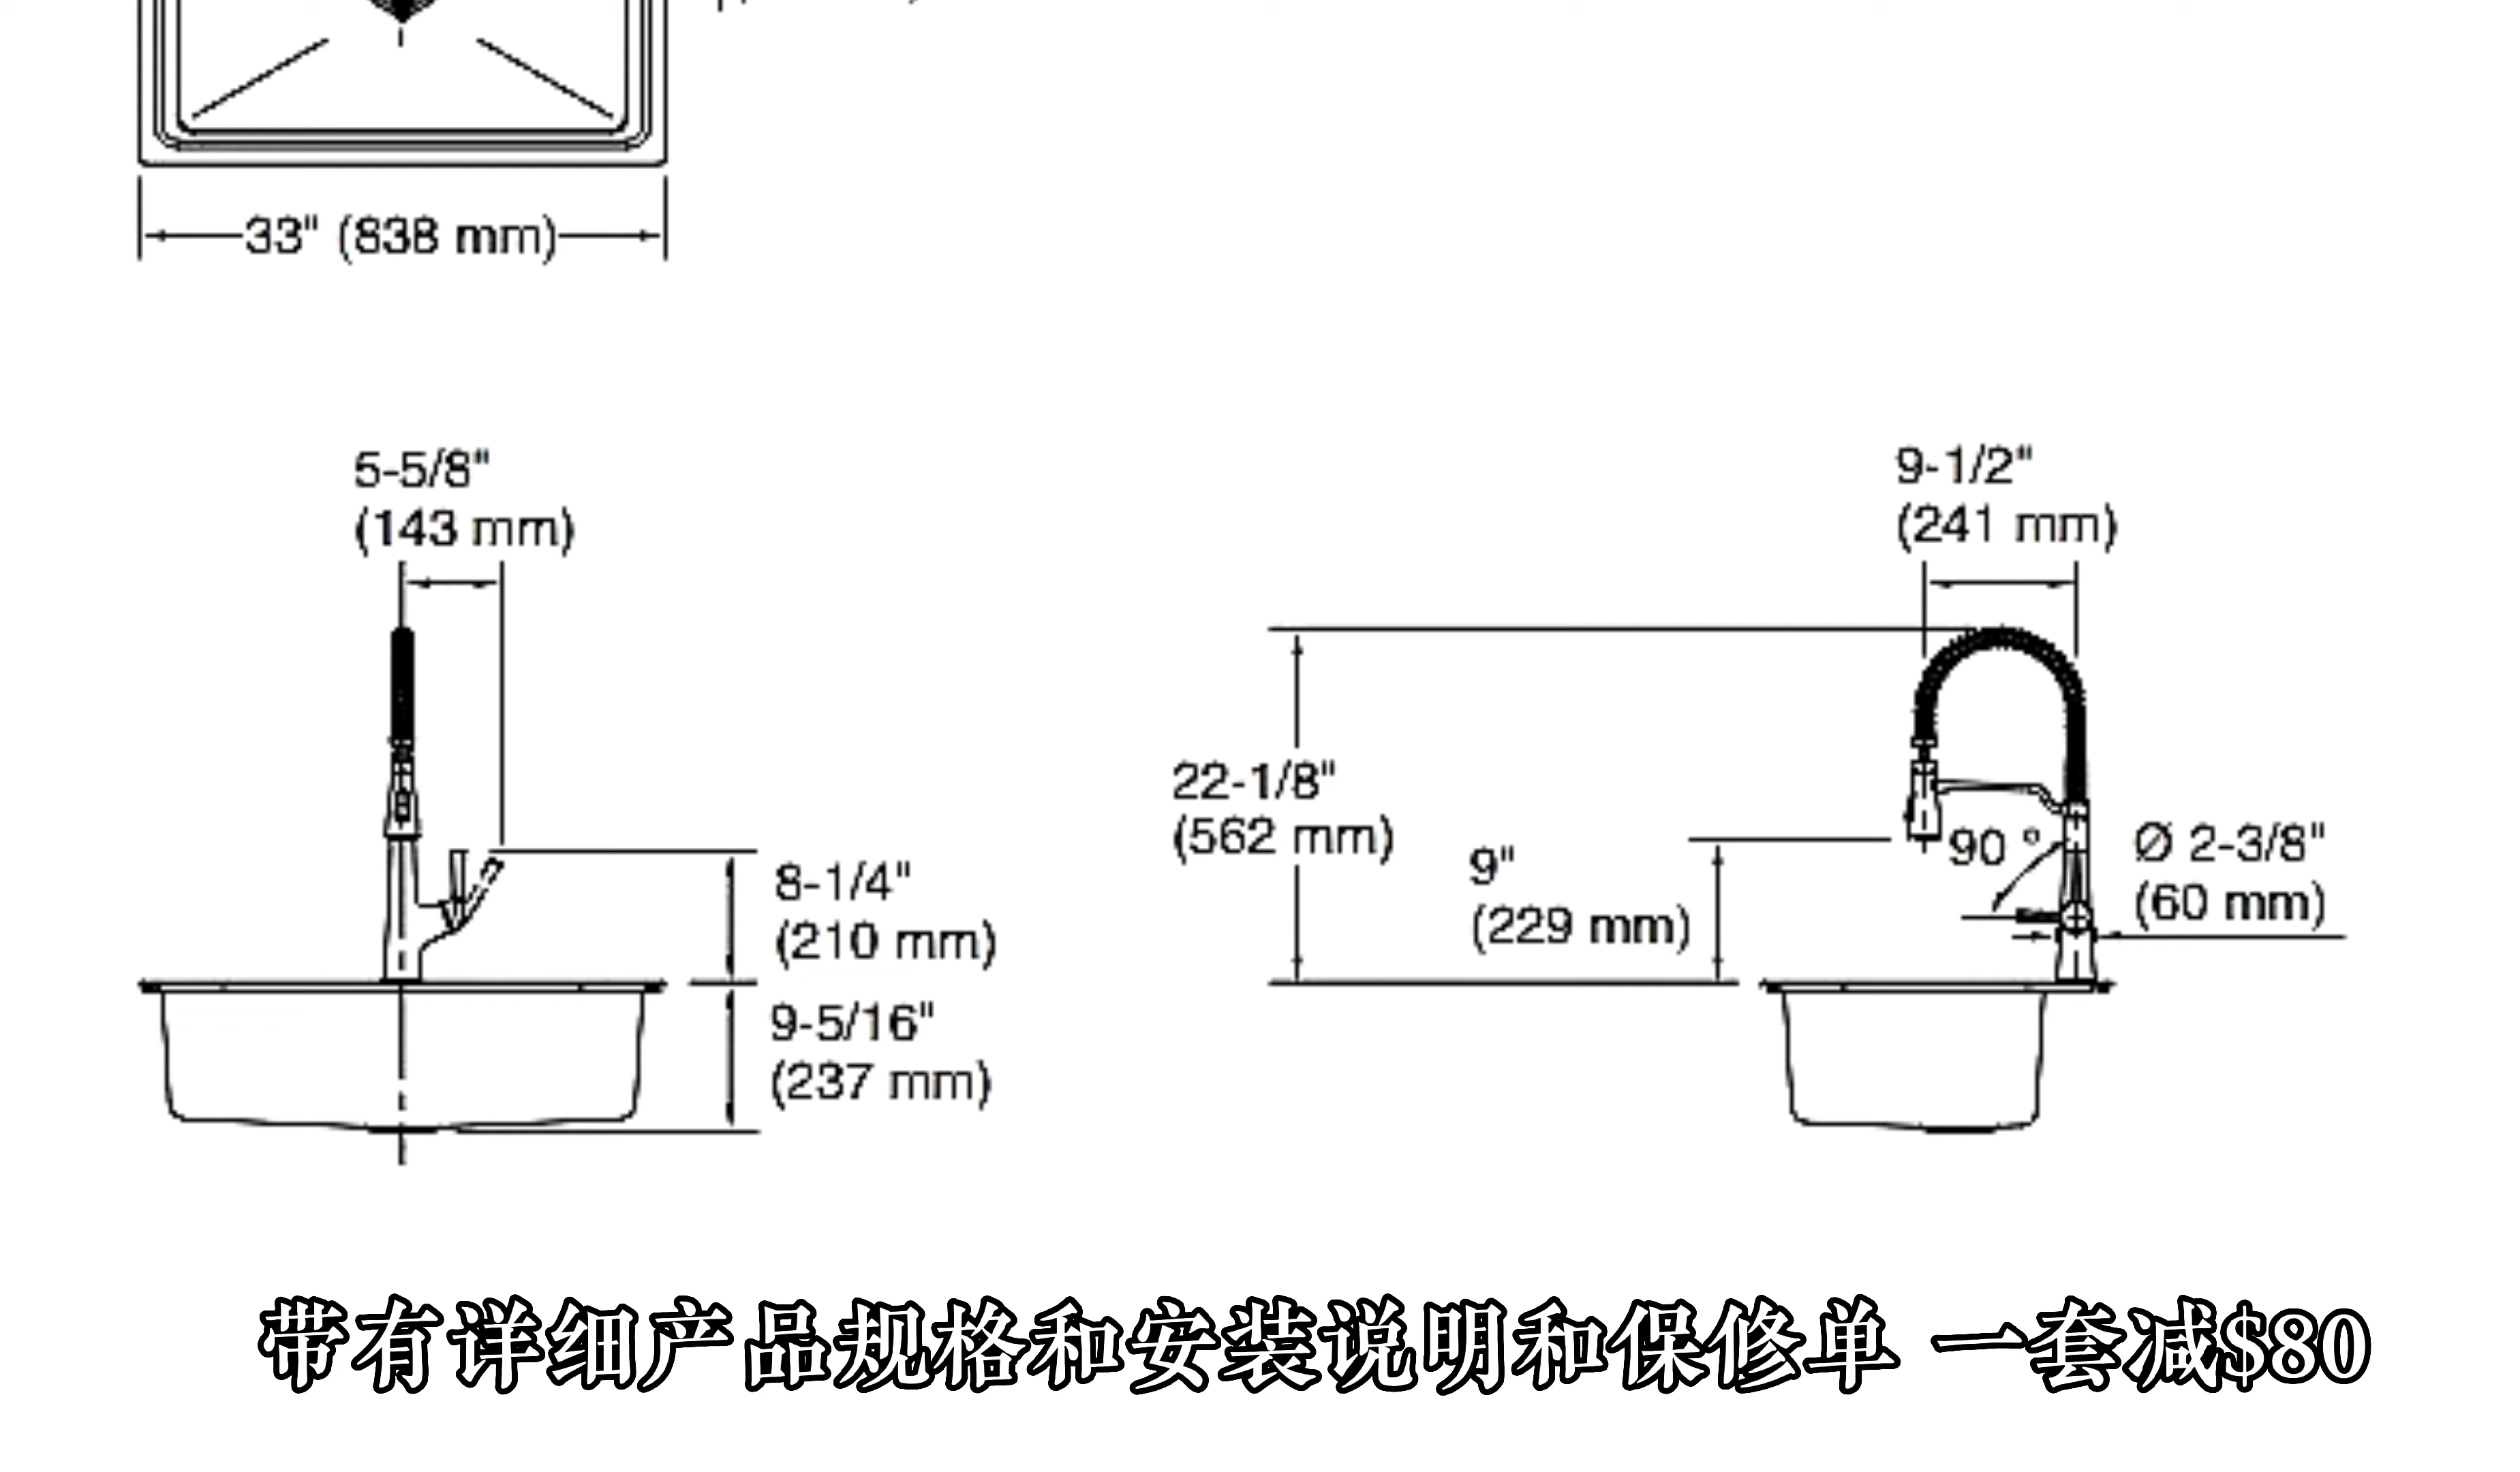 33" (838 mm)
5-5/8"
(143 mm)
9-1/2"
(241 mm)
22-1/8"
(562 mm)
9"
(229 mm)
90 °
Ø 2-3/8"
(60 mm)
8-1/4"
(210 mm)
9-5/16"
(237 mm)
带有详细产品规格和安装说明和保修单 一套减$80